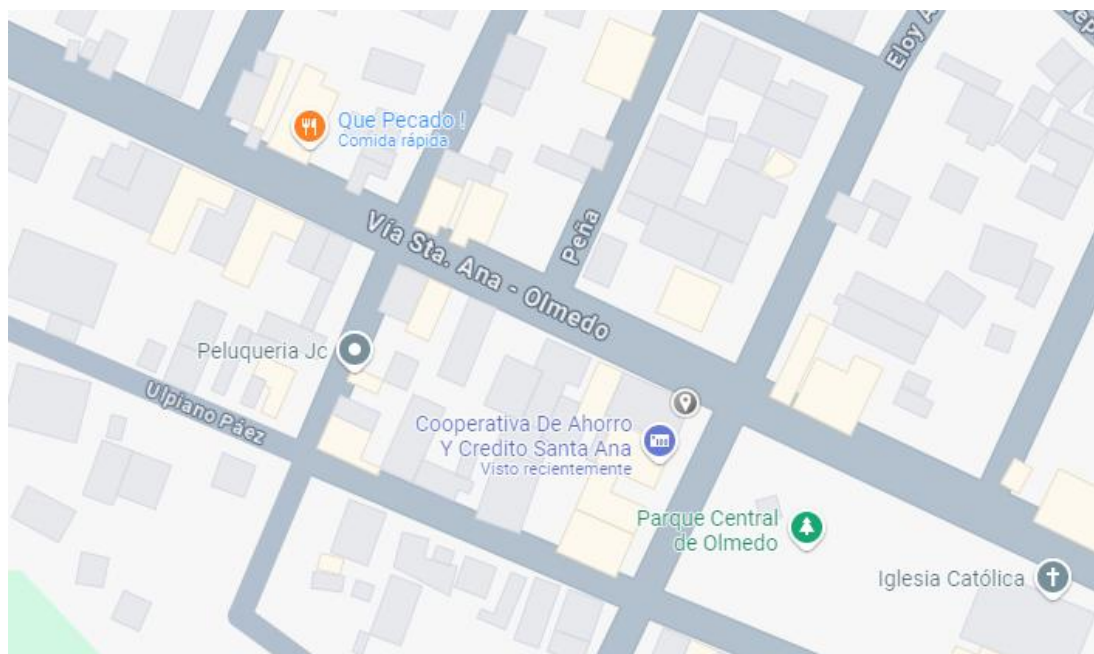 Eloy A
Que Pecado !
Comida rápida
Peña
Vía Sta. Ana - Olmedo
Peluqueria Jc
Ulpiano Páez
Cooperativa De Ahorro
Y Credito Santa Ana
Visto recientemente
Parque Central
de Olmedo
Iglesia Católica